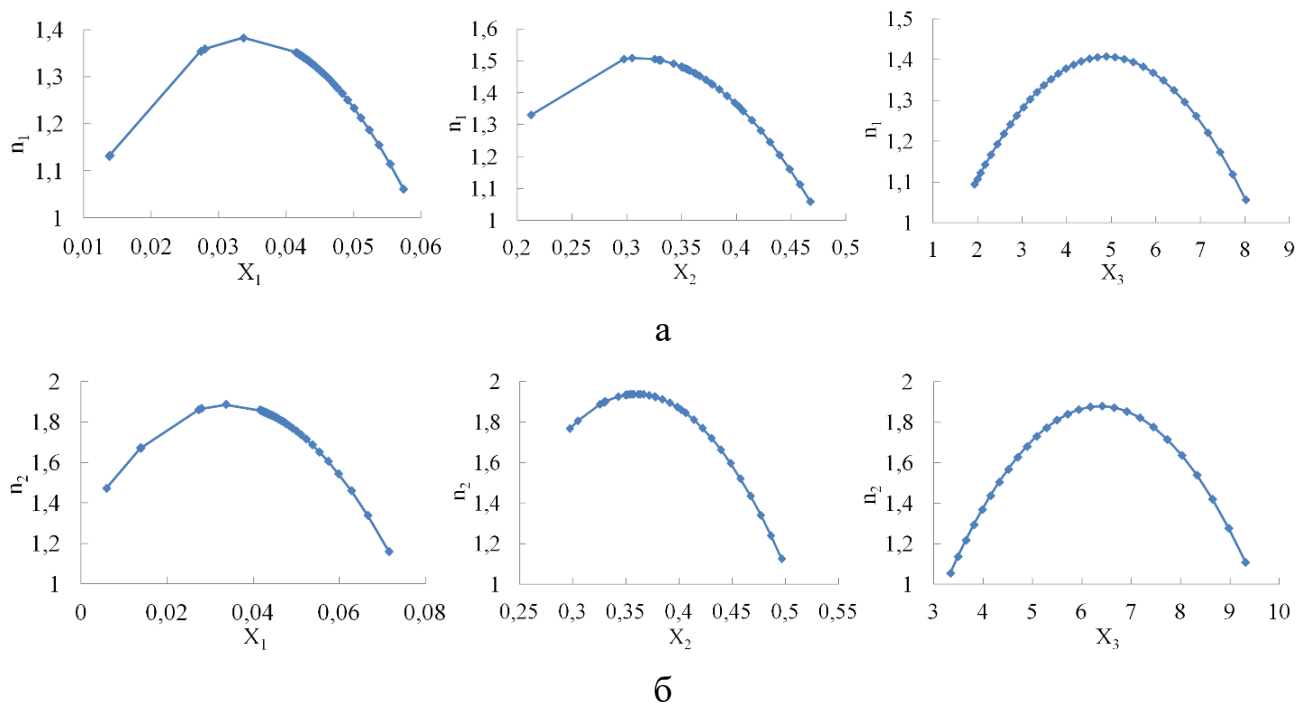 1,4
1,3
1,2
1,1
1
n1
0,01 0,02 0,03 0,04 0,05 0,06
X1
1,6
1,5
1,4
1,3
1,2
1,1
1
n1
0,2 0,25 0,3 0,35 0,4 0,45 0,5
X2
1,5
1,4
1,3
1,2
1,1
1
n1
1 2 3 4 5 6 7 8 9
X3
а
2
1,8
1,6
1,4
1,2
1
n2
0 0,02 0,04 0,06 0,08
X1
2
1,8
1,6
1,4
1,2
1
n2
0,25 0,3 0,35 0,4 0,45 0,5 0,55
X2
2
1,8
1,6
1,4
1,2
1
n2
3 4 5 6 7 8 9 10
X3
б